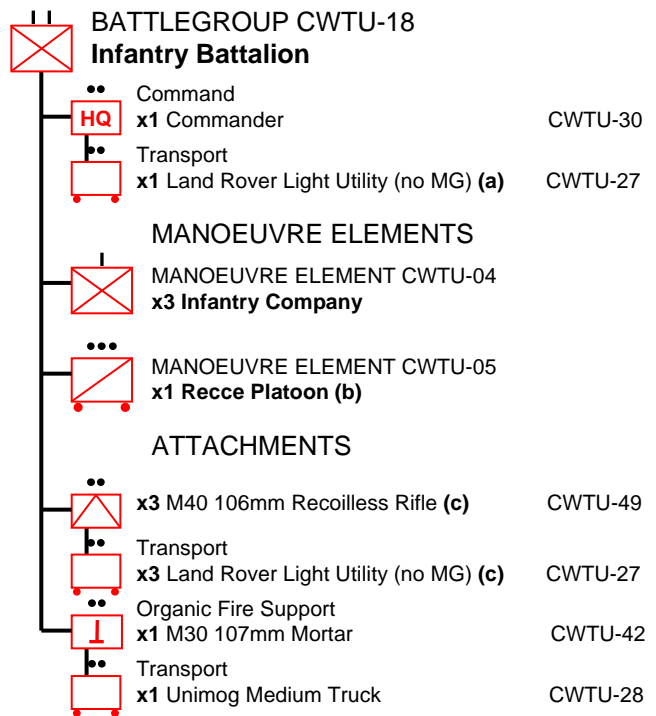 BATTLEGROUP CWTU-18
Infantry Battalion
Command
HQ
x1 Commander CWTU-30
Transport
x1 Land Rover Light Utility (no MG) (a) CWTU-27
MANOEUVRE ELEMENTS
MANOEUVRE ELEMENT CWTU-04
x3 Infantry Company
MANOEUVRE ELEMENT CWTU-05
x1 Recce Platoon (b)
ATTACHMENTS
x3 M40 106mm Recoilless Rifle (c) CWTU-49
Transport
x3 Land Rover Light Utility (no MG) (c) CWTU-27
Organic Fire Support
x1 M30 107mm Mortar CWTU-42
Transport
x1 Unimog Medium Truck CWTU-28